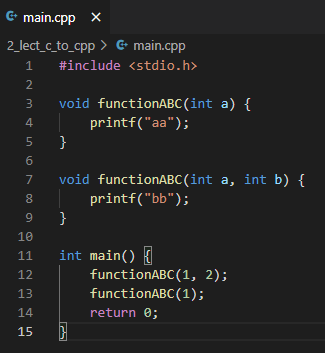 main.cpp
2_lect_c_to_cpp > main.cpp
1 #include <stdio.h>
2
3 void functionABC(int a) {
4     printf("aa");
5 }
6
7 void functionABC(int a, int b) {
8     printf("bb");
9 }
10
11 int main() {
12     functionABC(1, 2);
13     functionABC(1);
14     return 0;
15 }